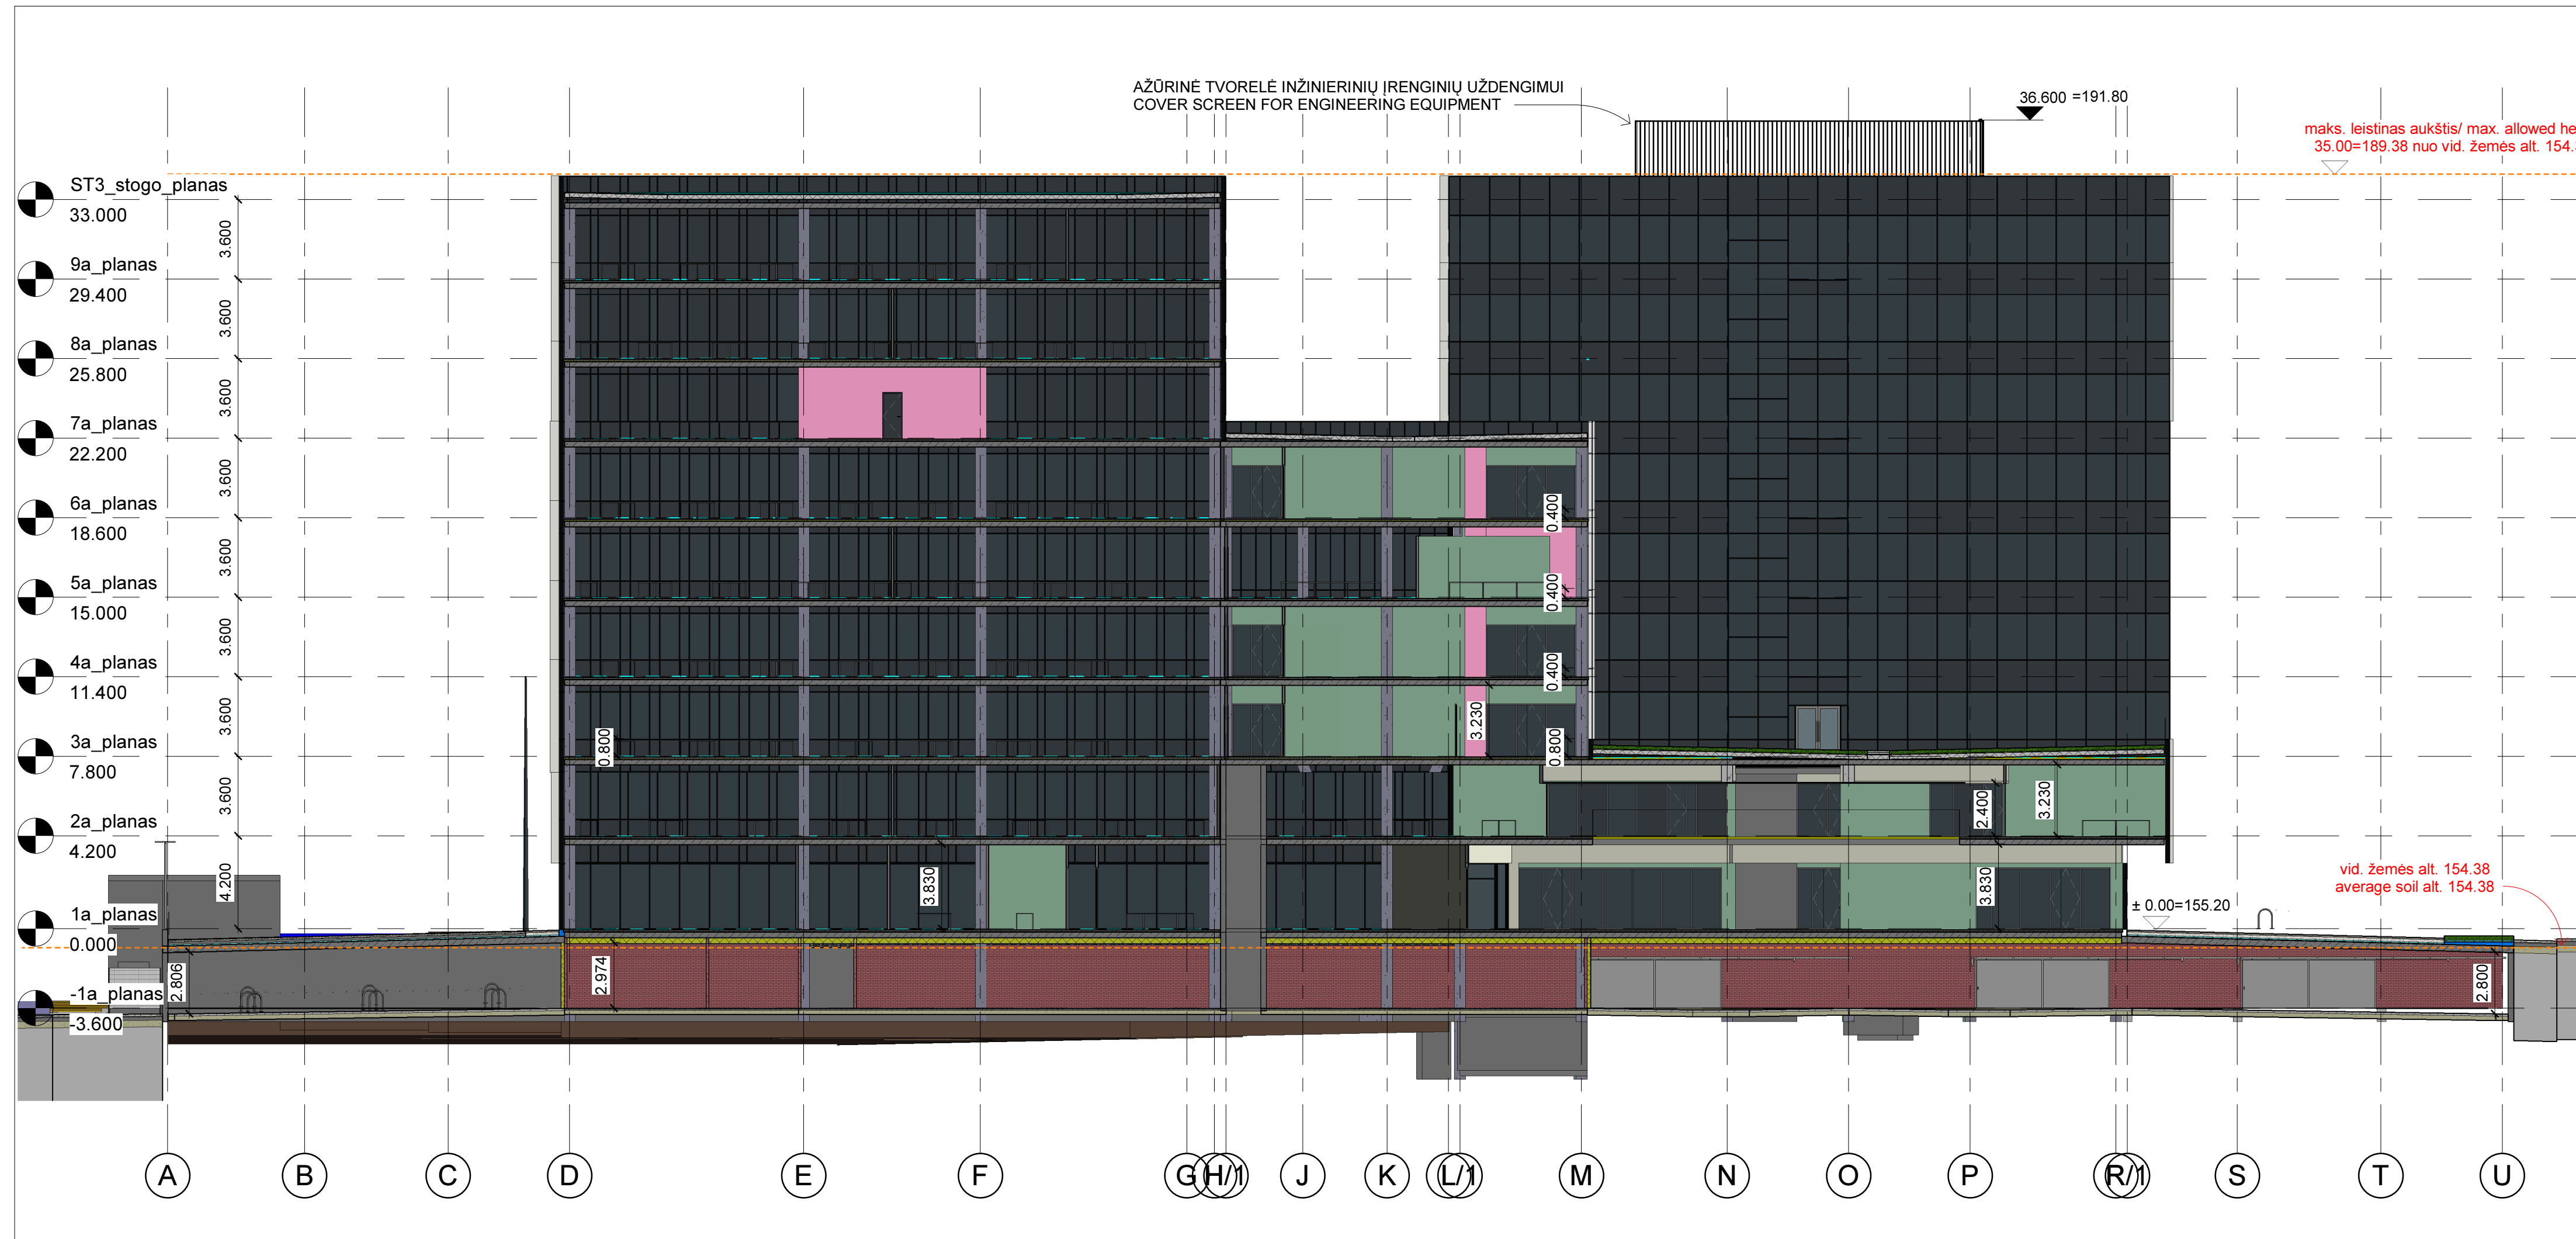 AŽŪRINĖ TVORELĖ INŽINIERINIŲ ĮRENGINIŲ UŽDENGIMUI
COVER SCREEN FOR ENGINEERING EQUIPMENT
36.600 =191.80
maks. leistinas aukštis/ max. allowed
35.00=189.38 nuo vid. žemės alt.
ST3_stogo_planas
33.000
3.600
9a_planas
29.400
3.600
8a_planas
25.800
3.600
7a_planas
22.200
3.600
6a_planas
18.600
0.400
3.600
5a_planas
15.000
0.400
3.600
4a_planas
11.400
0.400
3.600
3.230
3a_planas
7.800
0.800
0.800
3.600
2.400
3.230
2a_planas
4.200
4.200
3.830
3.830
vid. žemės alt. 154.38
average soil alt. 154.38
1a_planas
0.000
± 0.00=155.20
2.806
2.974
2.800
-1a_planas
-3.600
A
B
C
D
E
F
G
H/1
J
K
L/1
M
N
O
P
R/1
S
T
U